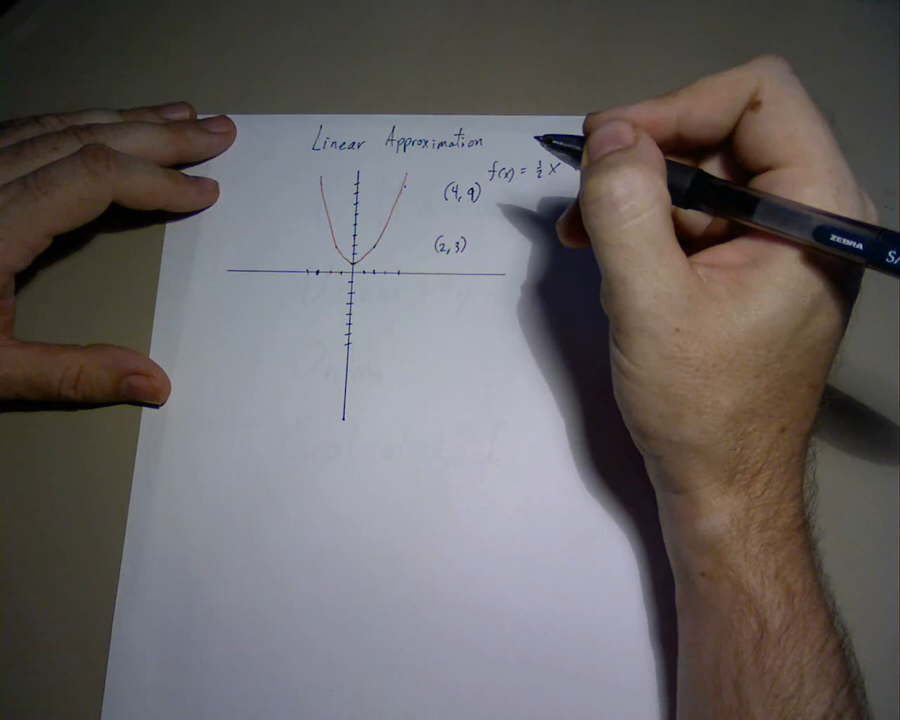 Linear Approximation
f(x) = ½ x
(4, 9)
(2, 3)
ZEBRA